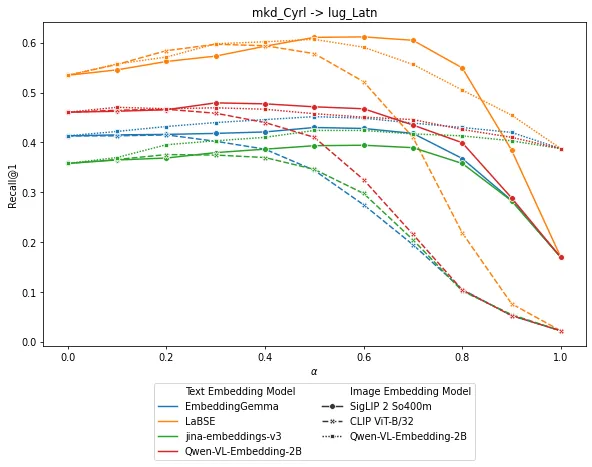 mkd_Cyrl -> lug_Latn
Recall@1
0.6
0.5
0.4
0.3
0.2
0.1
0.0
0.0 0.2 0.4 0.6 0.8 1.0
α
Text Embedding Model Image Embedding Model
EmbeddingGemma SigLIP 2 So400m
LaBSE CLIP ViT-B/32
jina-embeddings-v3 Qwen-VL-Embedding-2B
Qwen-VL-Embedding-2B